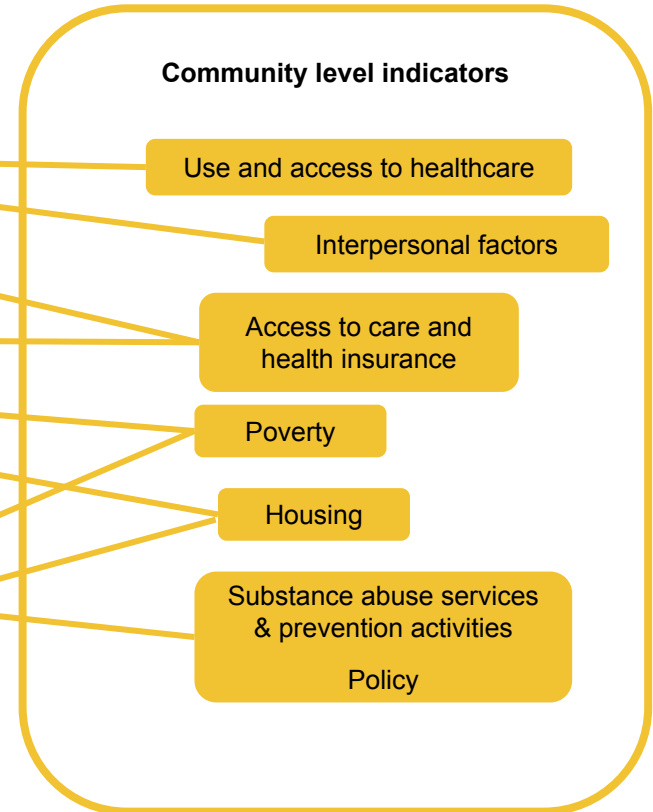 Community level indicators
Use and access to healthcare
Interpersonal factors
Access to care and
health insurance
Poverty
Housing
Substance abuse services
& prevention activities
Policy